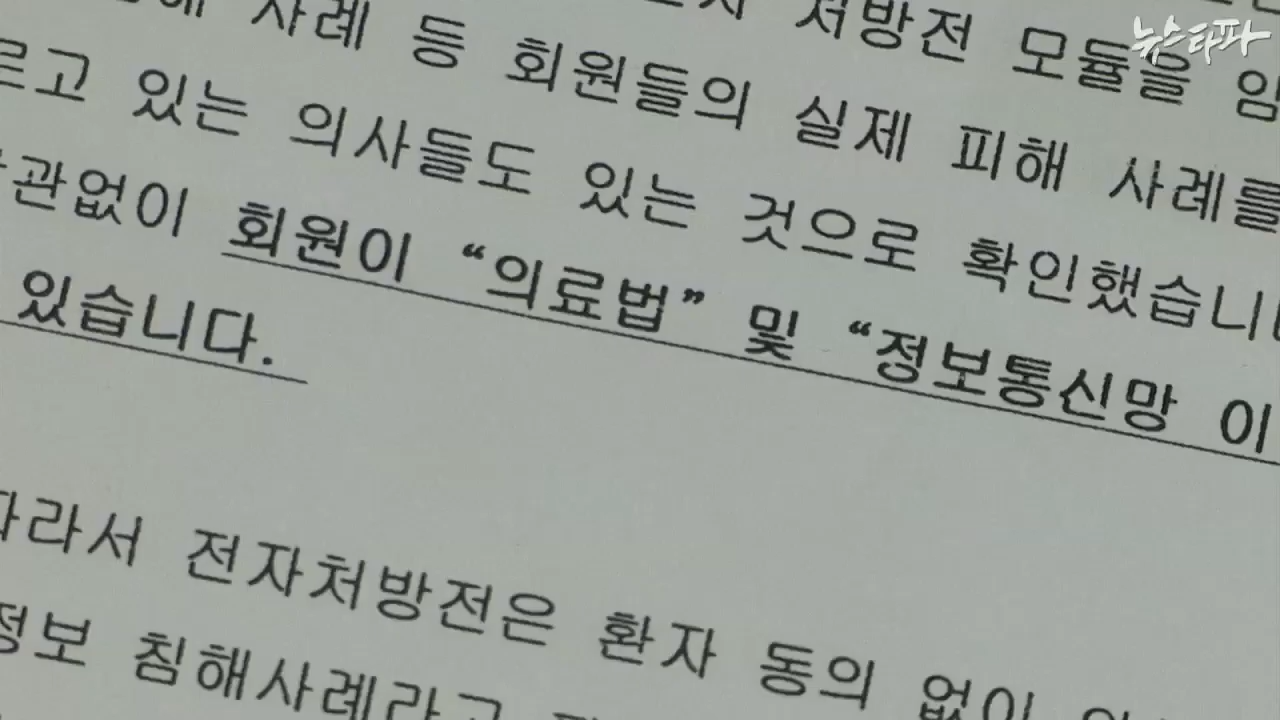 뉴스타파
사례 등 회원들의 실제 피해 사례를
처방전 모듈을
있는 의사들도 있는 것으로 확인했습니
관없이 회원이 “의료법” 및 “정보통신망 이
있습니다.
따라서 전자처방전은 환자 동의 없이
정보 침해사례라고